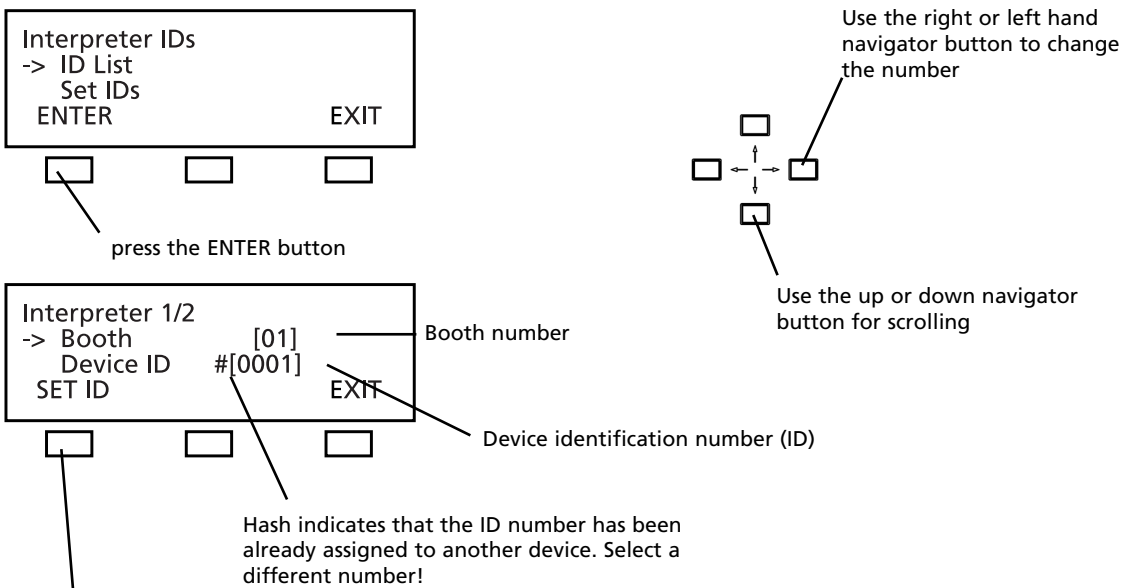 Interpreter IDs
-> ID List
Set IDs
ENTER EXIT
press the ENTER button
Use the right or left hand
navigator button to change
the number
Use the up or down navigator
button for scrolling
Interpreter 1/2
-> Booth [01]
Device ID #[0001]
SET ID EXIT
Booth number
Device identification number (ID)
Hash indicates that the ID number has been
already assigned to another device. Select a
different number!